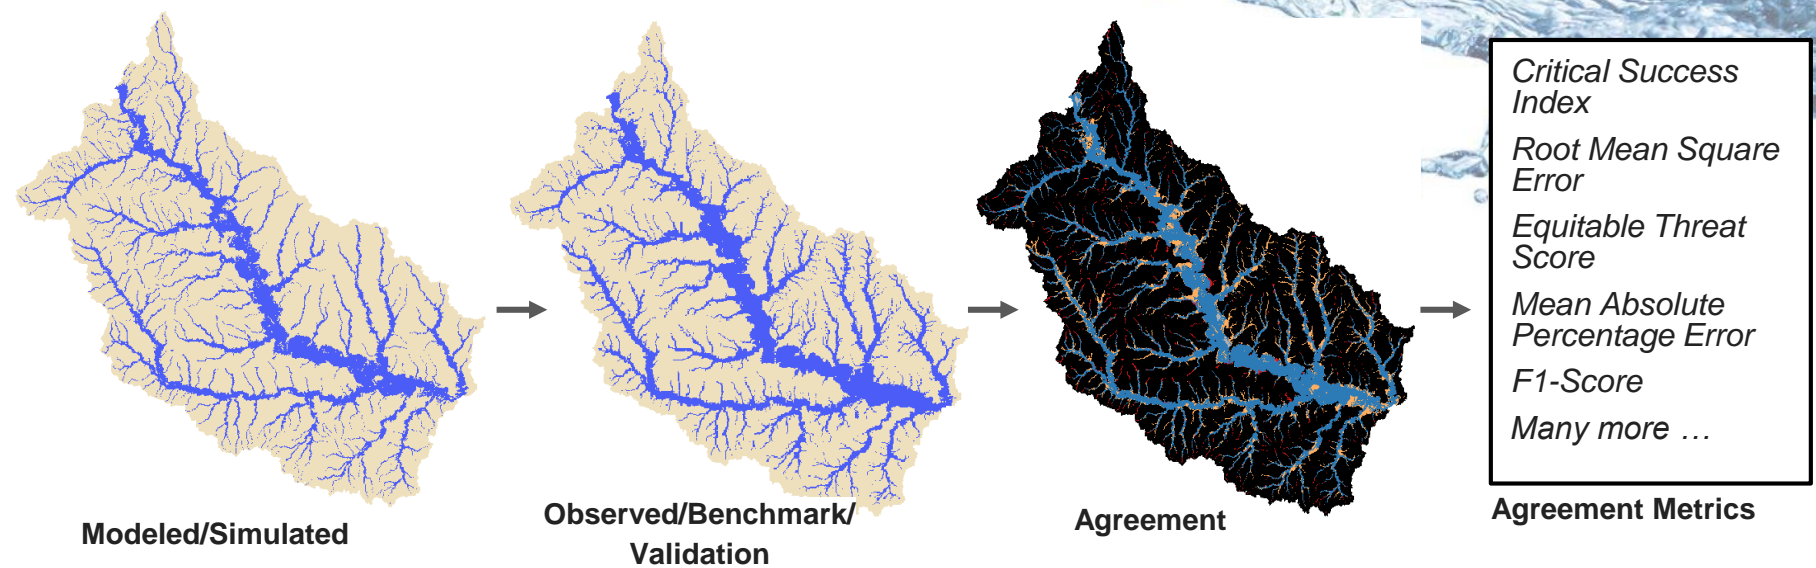 Critical Success
Index
Root Mean Square
Error
Equitable Threat
Score
Mean Absolute
Percentage Error
F1-Score
Many more …
Modeled/Simulated
Observed/Benchmark/
Validation
Agreement
Agreement Metrics